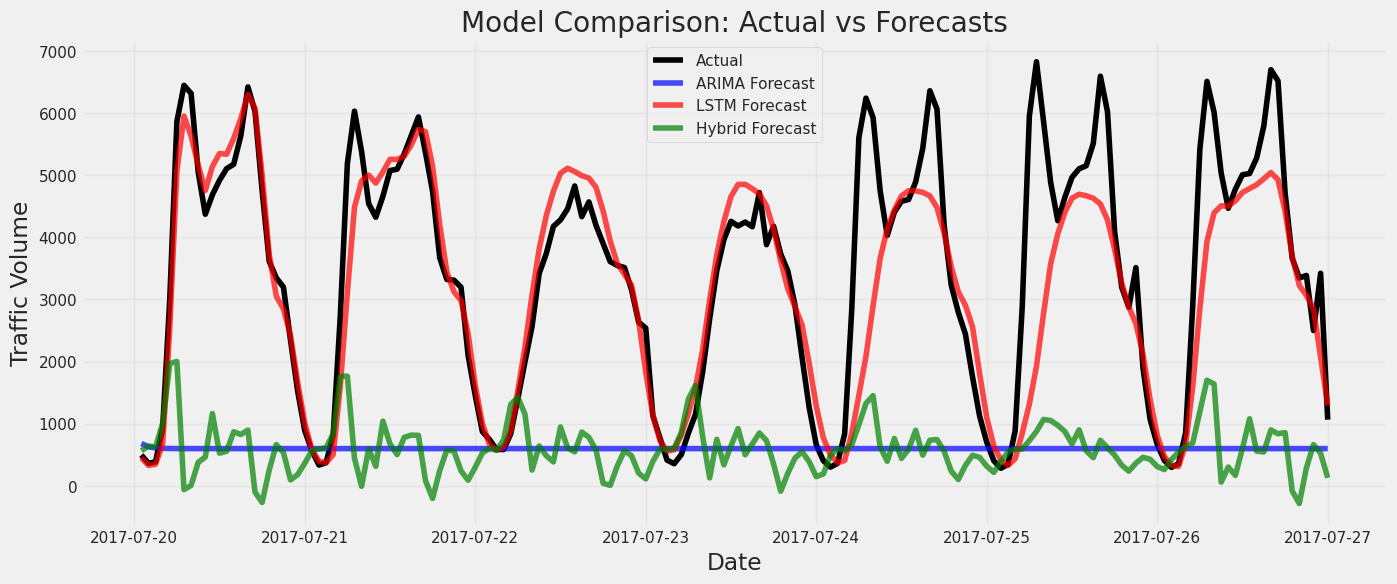 Model Comparison: Actual vs Forecasts
Actual
ARIMA Forecast
LSTM Forecast
Hybrid Forecast
Traffic Volume
7000
6000
5000
4000
3000
2000
1000
0
2017-07-20 2017-07-21 2017-07-22 2017-07-23 2017-07-24 2017-07-25 2017-07-26 2017-07-27
Date